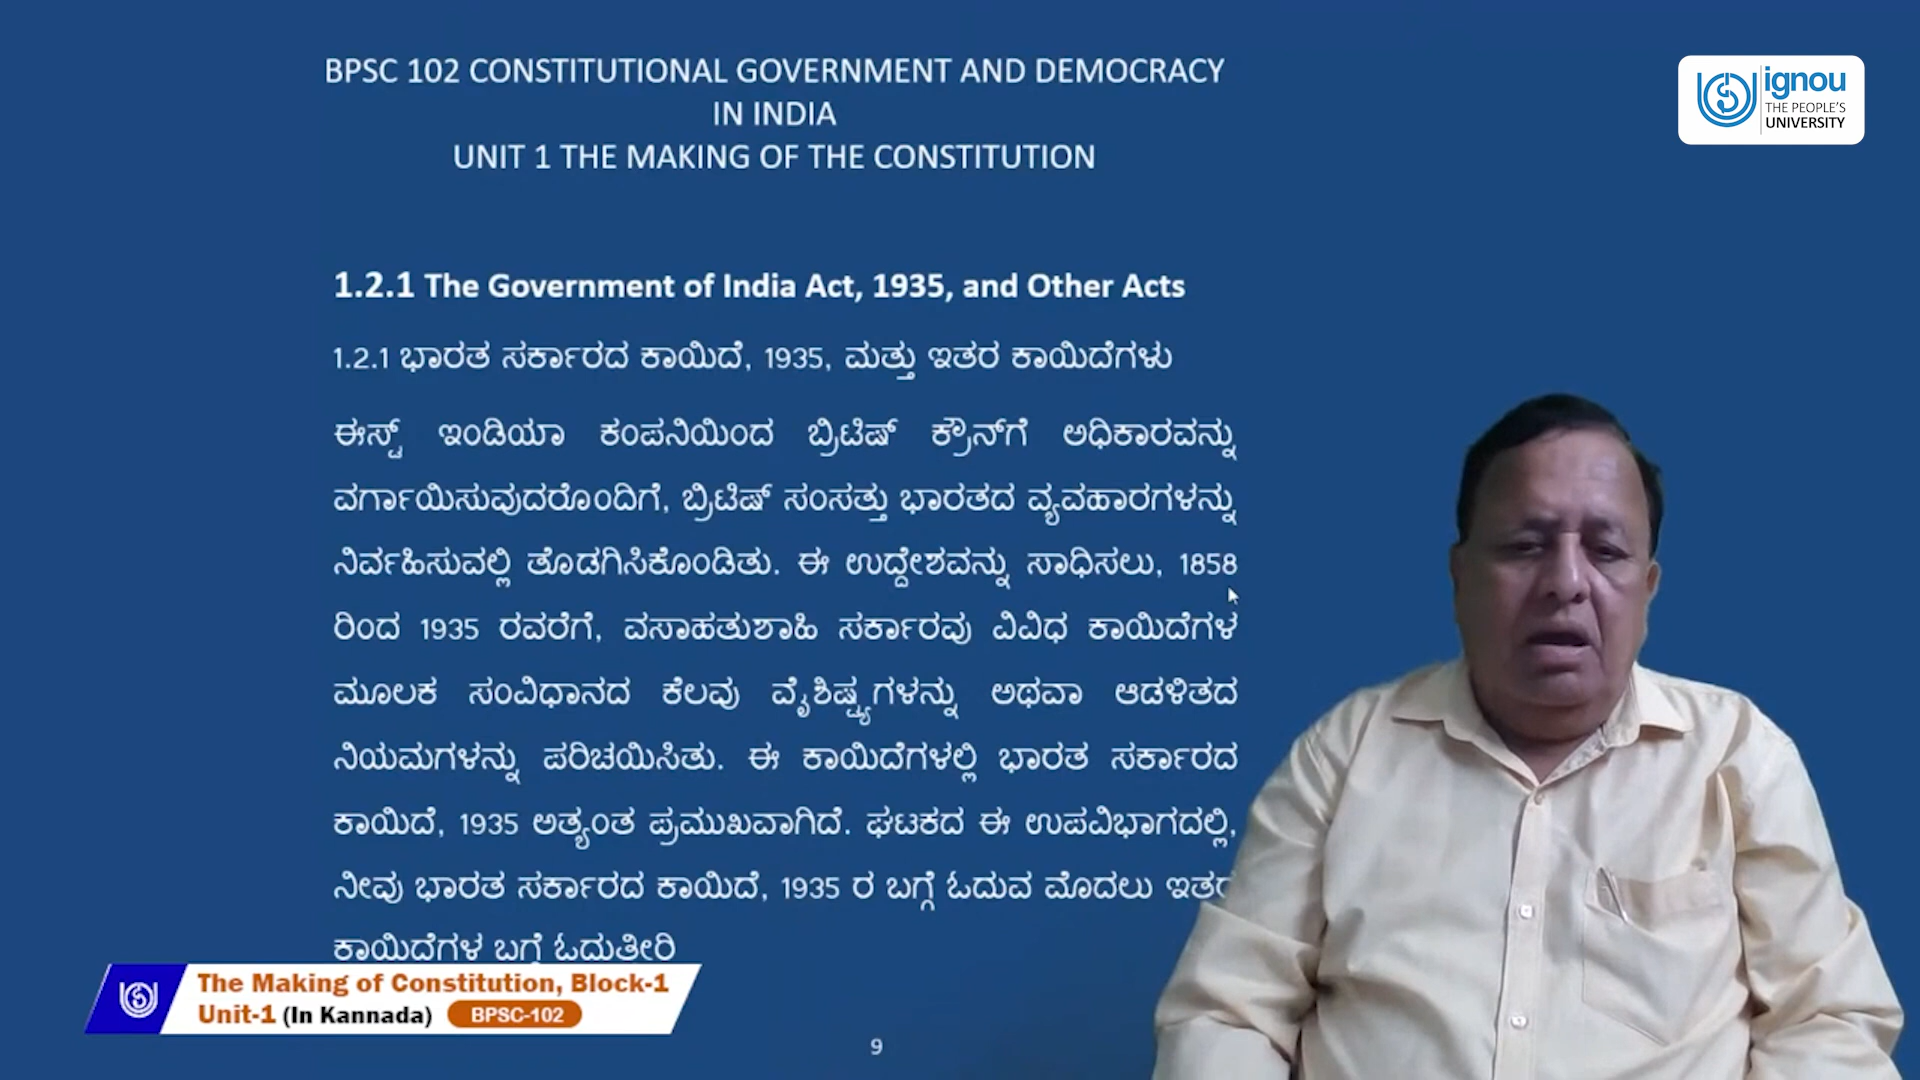 BPSC 102 CONSTITUTIONAL GOVERNMENT AND DEMOCRACY
IN INDIA
UNIT 1 THE MAKING OF THE CONSTITUTION
ignou
THE PEOPLE'S
UNIVERSITY
1.2.1 The Government of India Act, 1935, and Other Acts
1.2.1 ಭಾರತ ಸರ್ಕಾರದ ಕಾಯಿದೆ, 1935, ಮತ್ತು ಇತರ ಕಾಯಿದೆಗಳು
ಈಸ್ಟ್ ಇಂಡಿಯಾ ಕಂಪನಿಯಿಂದ ಬ್ರಿಟಿಷ್ ಕ್ರೌನ್‌ಗೆ ಅಧಿಕಾರವನ್ನು
ವರ್ಗಾಯಿಸುವುದರೊಂದಿಗೆ, ಬ್ರಿಟಿಷ್ ಸಂಸತ್ತು ಭಾರತದ ವ್ಯವಹಾರಗಳನ್ನು
ನಿರ್ವಹಿಸುವಲ್ಲಿ ತೊಡಗಿಸಿಕೊಂಡಿತು. ಈ ಉದ್ದೇಶವನ್ನು ಸಾಧಿಸಲು, 1858
ರಿಂದ 1935 ರವರೆಗೆ, ವಸಾಹತುಶಾಹಿ ಸರ್ಕಾರವು ವಿವಿಧ ಕಾಯಿದೆಗಳ
ಮೂಲಕ ಸಂವಿಧಾನದ ಕೆಲವು ವೈಶಿಷ್ಟ್ಯಗಳನ್ನು ಅಥವಾ ಆಡಳಿತದ
ನಿಯಮಗಳನ್ನು ಪರಿಚಯಿಸಿತು. ಈ ಕಾಯಿದೆಗಳಲ್ಲಿ ಭಾರತ ಸರ್ಕಾರದ
ಕಾಯಿದೆ, 1935 ಅತ್ಯಂತ ಪ್ರಮುಖವಾಗಿದೆ. ಘಟಕದ ಈ ಉಪವಿಭಾಗದಲ್ಲಿ,
ನೀವು ಭಾರತ ಸರ್ಕಾರದ ಕಾಯಿದೆ, 1935 ರ ಬಗ್ಗೆ ಓದುವ ಮೊದಲು ಇತರ
ಕಾಯಿದೆಗಳ ಬಗ್ಗೆ ಓದುತೀರಿ
The Making of Constitution, Block-1
Unit-1 (In Kannada) BPSC-102
9